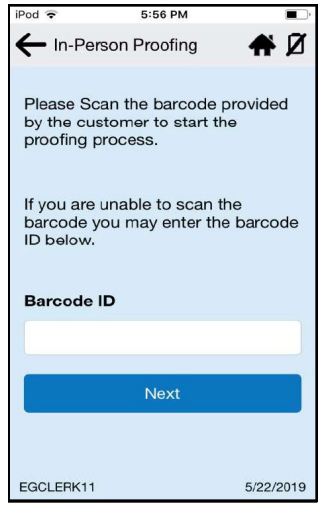 iPod 5:56 PM
In-Person Proofing
Please Scan the barcode provided
by the customer to start the
proofing process.
If you are unable to scan the
barcode you may enter the barcode
ID below.
Barcode ID
Next
EGCLERK11 5/22/2019